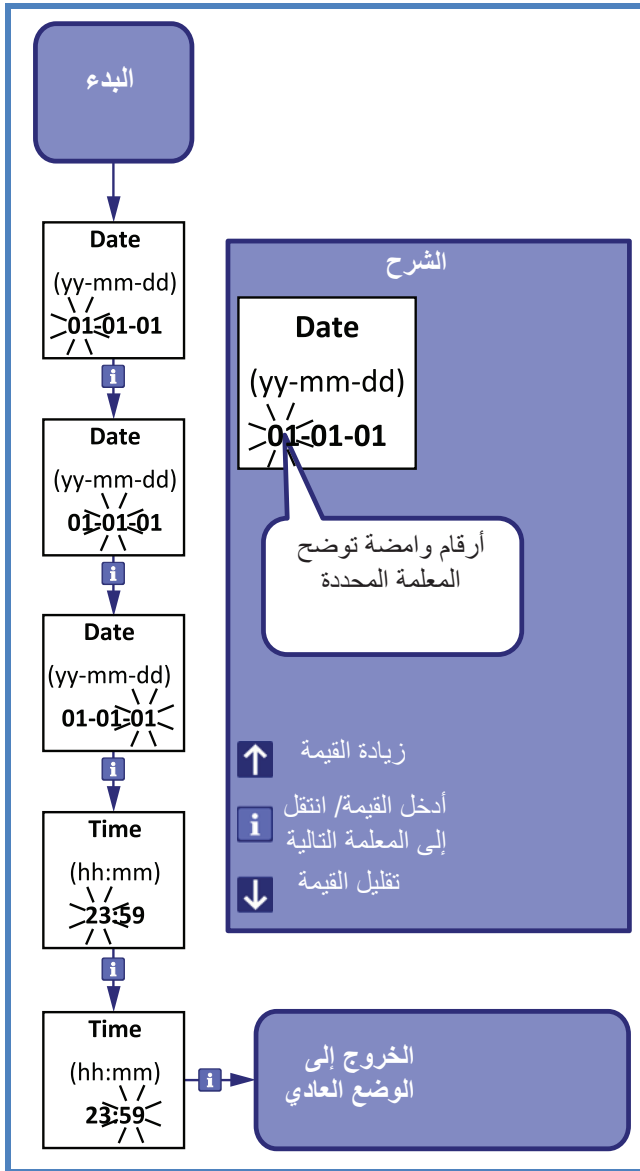 البدء
Date
(yy-mm-dd)
01-01-01
i
Date
(yy-mm-dd)
01-01-01
i
Date
(yy-mm-dd)
01-01-01
i
Time
(hh:mm)
23:59
i
Time
(hh:mm)
23:59
i
الخروج إلى
الوضع العادي
الشرح
Date
(yy-mm-dd)
01-01-01
أرقام وامضة توضح
المعلمة المحددة
زيادة القيمة
i
أدخل القيمة/ انتقل
إلى المعلمة التالية
تقليل القيمة